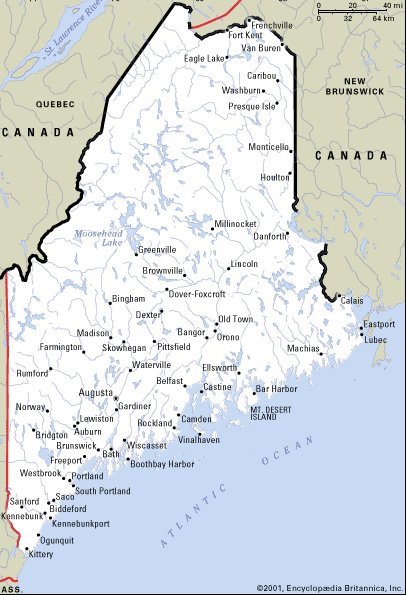 0 20 40 mi
0 32 64 km
St. Lawrence River
Frenchville
Fort Kent
Van Buren
Eagle Lake
Caribou
Washburn
Presque Isle
QUEBEC
NEW
BRUNSWICK
CANADA
CANADA
Monticello
Houlton
Millinocket
Danforth
Moosehead
Lake
Greenville
Lincoln
Brownville
Dover-Foxcroft
Bingham
Dexter
Calais
Old Town
Orono
Bangor
Eastport
Lubec
Madison
Skowhegan
Pittsfield
Farmington
Machias
Waterville
Ellsworth
Rumford
Belfast
Castine
Bar Harbor
MT. DESERT
ISLAND
Augusta
Gardiner
Norway
Camden
Rockland
Lewiston
Auburn
Vinalhaven
Bridgton
Wiscasset
Brunswick
Bath
Boothbay Harbor
Freeport
Westbrook
Portland
South Portland
Saco
Sanford
Biddeford
Kennebunk
Kennebunkport
Ogunquit
Kittery
ATLANTIC OCEAN
ASS.
©2001, Encyclopædia Britannica, Inc.